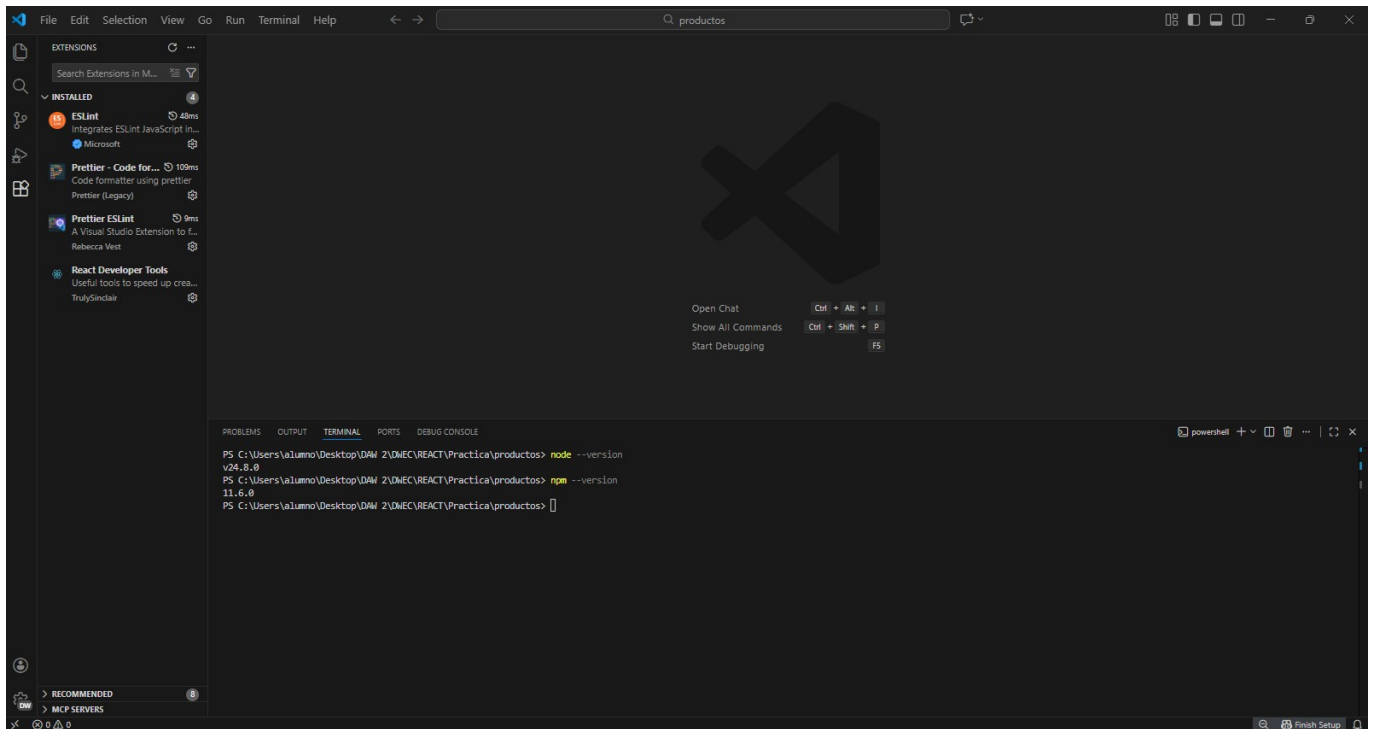 File Edit Selection View Go Run Terminal Help
productos
EXTENSIONS
Search Extensions in M...
INSTALLED 4
ESLint 48ms
Integrates ESLint JavaScript in...
Microsoft
Prettier - Code for... 109ms
Code formatter using prettier
Prettier (Legacy)
Prettier ESLint 9ms
A Visual Studio Extension to f...
Rebecca Vest
React Developer Tools
Useful tools to speed up crea...
TrulySinclair
Open Chat Ctrl + Alt + I
Show All Commands Ctrl + Shift + P
Start Debugging F5
PROBLEMS OUTPUT TERMINAL PORTS DEBUG CONSOLE
powershell
PS C:\Users\alumno\Desktop\DAW 2\DWEC\REACT\Practica\productos> node --version
v24.8.0
PS C:\Users\alumno\Desktop\DAW 2\DWEC\REACT\Practica\productos> npm --version
11.6.0
PS C:\Users\alumno\Desktop\DAW 2\DWEC\REACT\Practica\productos>
RECOMMENDED 8
DW
MCP SERVERS
0 0
Finish Setup